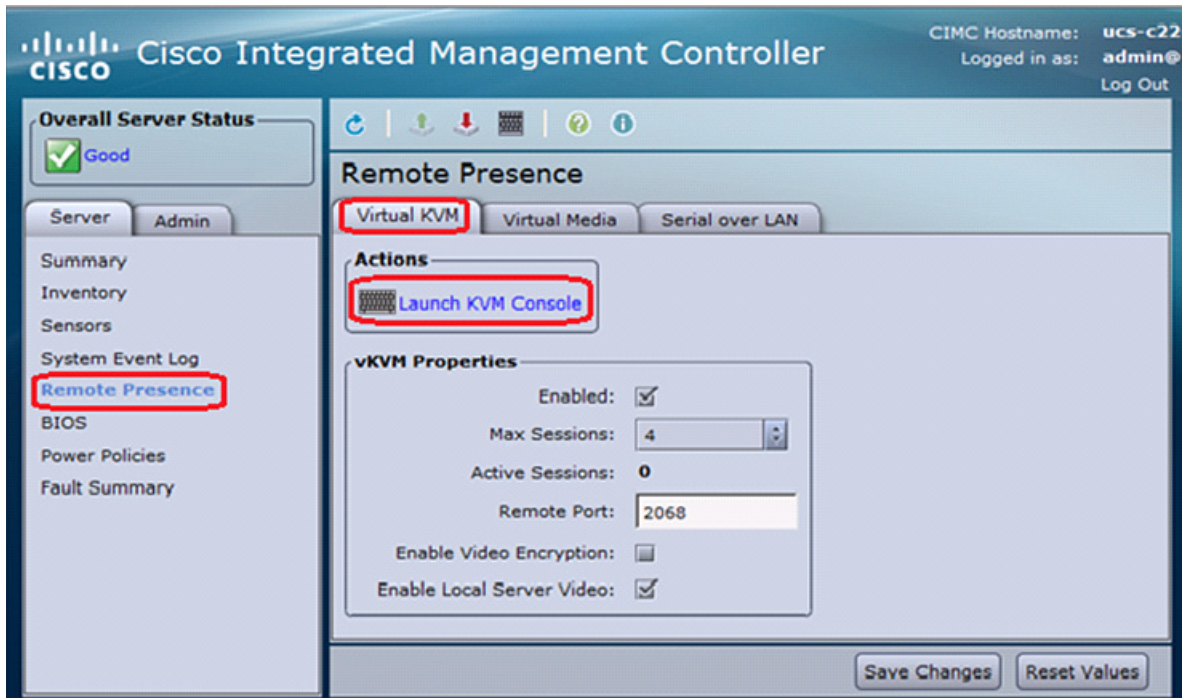 CISCO
Cisco Integrated Management Controller
CIMC Hostname: ucs-c22
Logged in as: admin@
Log Out
Overall Server Status
Good
Server
Admin
Summary
Inventory
Sensors
System Event Log
Remote Presence
BIOS
Power Policies
Fault Summary
Remote Presence
Virtual KVM
Virtual Media
Serial over LAN
Actions
Launch KVM Console
vKVM Properties
Enabled:
Max Sessions: 4
Active Sessions: 0
Remote Port: 2068
Enable Video Encryption:
Enable Local Server Video:
Save Changes
Reset Values